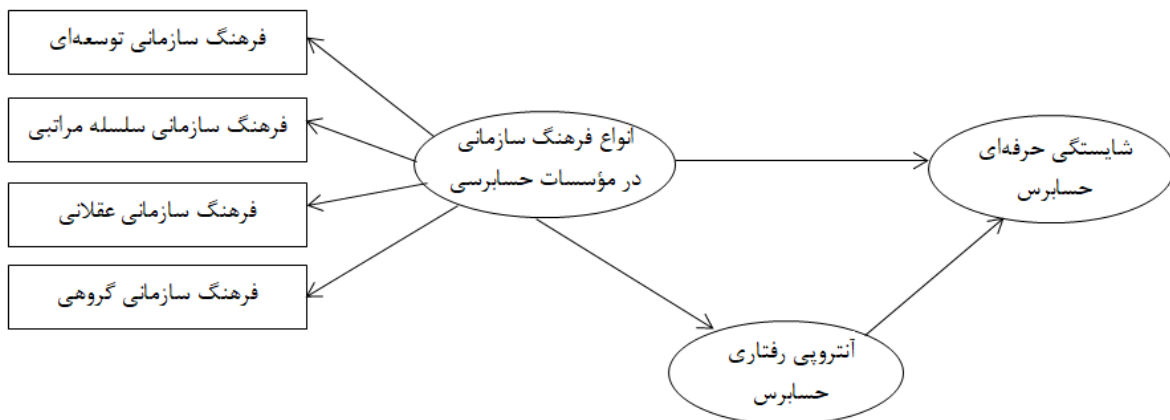 فرهنگ سازمانی توسعه‌ای
فرهنگ سازمانی سلسله مراتبی
فرهنگ سازمانی عقلانی
فرهنگ سازمانی گروهی
انواع فرهنگ سازمانی
در مؤسسات حسابرسی
شایستگی حرفه‌ای
حسابرس
آنتروپی رفتاری
حسابرس